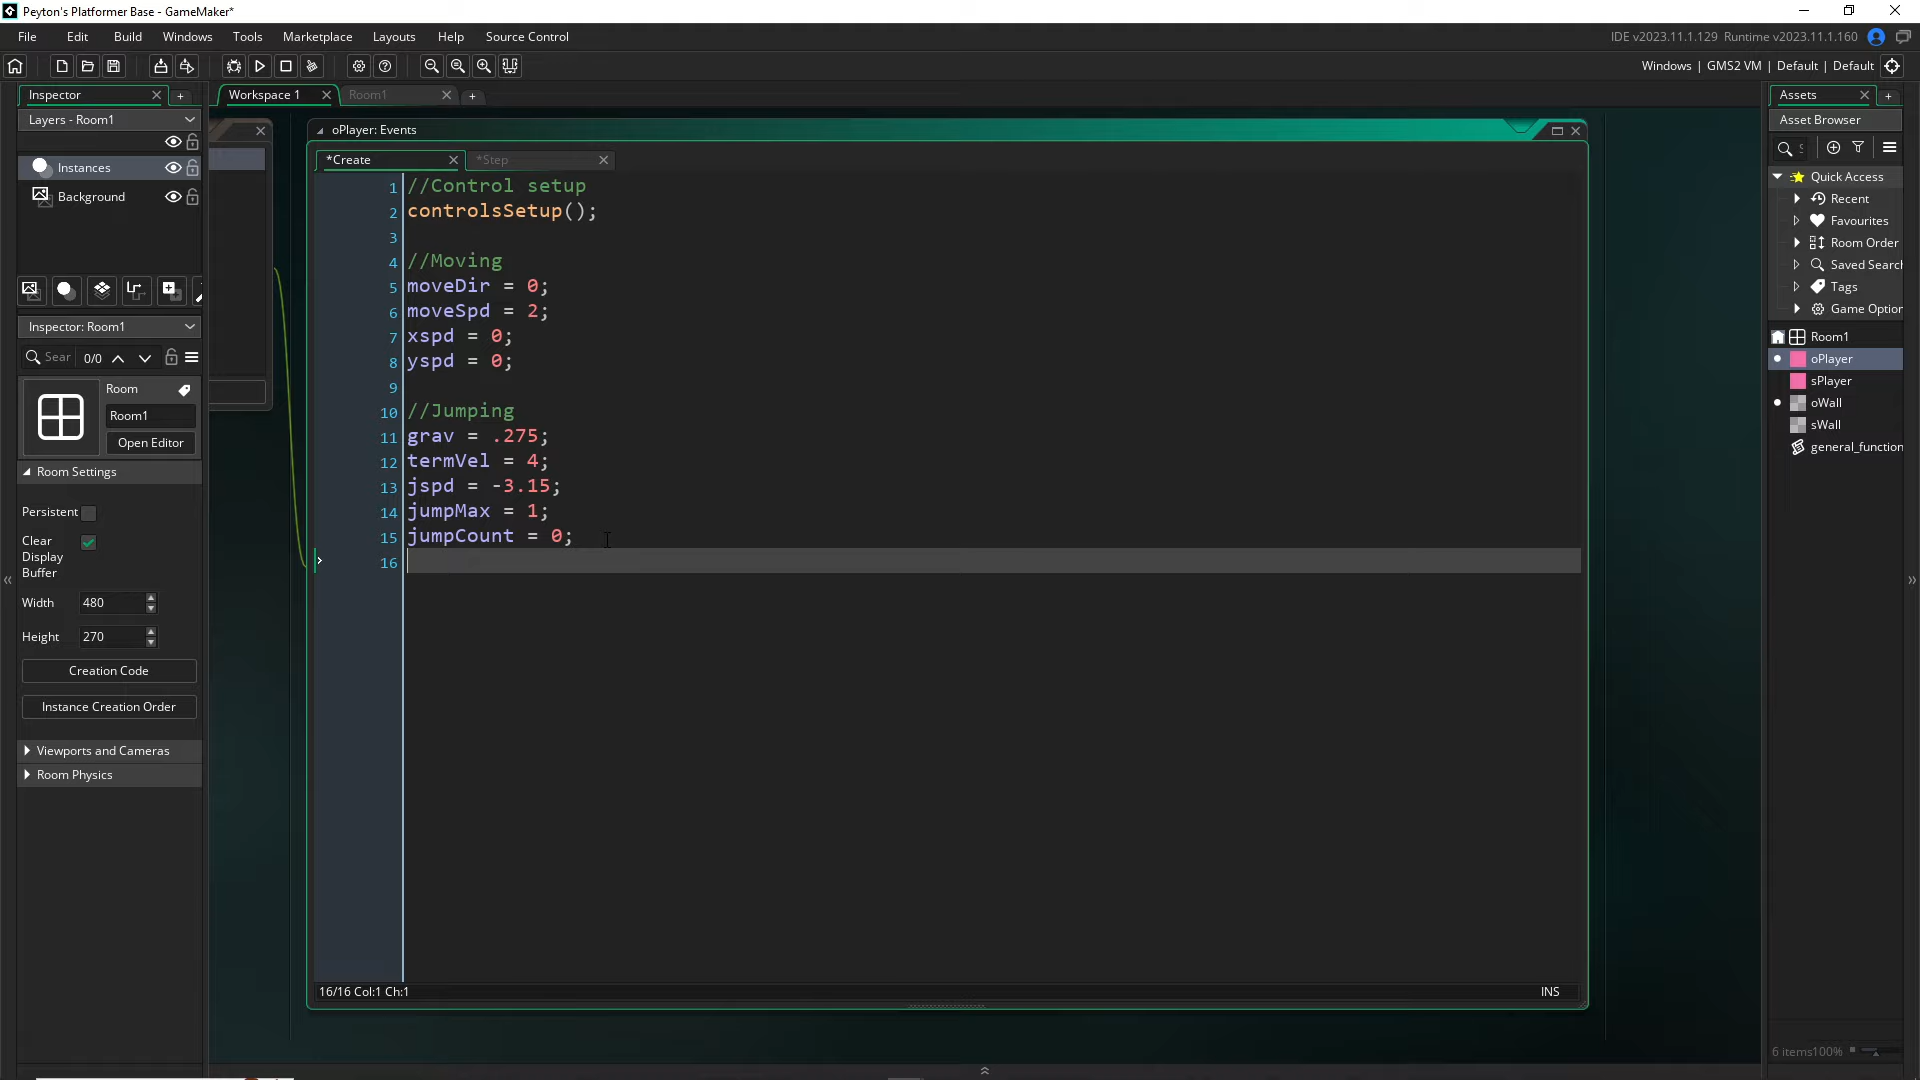 Peyton's Platformer Base - GameMaker*
File Edit Build Windows Tools Marketplace Layouts Help Source Control
IDE v2023.11.1.129 Runtime v2023.11.1.160
Windows | GMS2 VM | Default | Default
Inspector
Layers - Room1
Instances
Background
Inspector: Room1
Sear 0/0
Room
Room1
Open Editor
Room Settings
Persistent
Clear
Display
Buffer
Width 480
Height 270
Creation Code
Instance Creation Order
Viewports and Cameras
Room Physics
Workspace 1 Room1
oPlayer: Events
*Create *Step
1 //Control setup
2 controlsSetup();
3
4 //Moving
5 moveDir = 0;
6 moveSpd = 2;
7 xspd = 0;
8 yspd = 0;
9
10 //Jumping
11 grav = .275;
12 termVel = 4;
13 jspd = -3.15;
14 jumpMax = 1;
15 jumpCount = 0;
16
16/16 Col:1 Ch:1 INS
Assets
Asset Browser
S
Quick Access
Recent
Favourites
Room Order
Saved Search
Tags
Game Option
Room1
oPlayer
sPlayer
oWall
sWall
general_function
6 items 100%